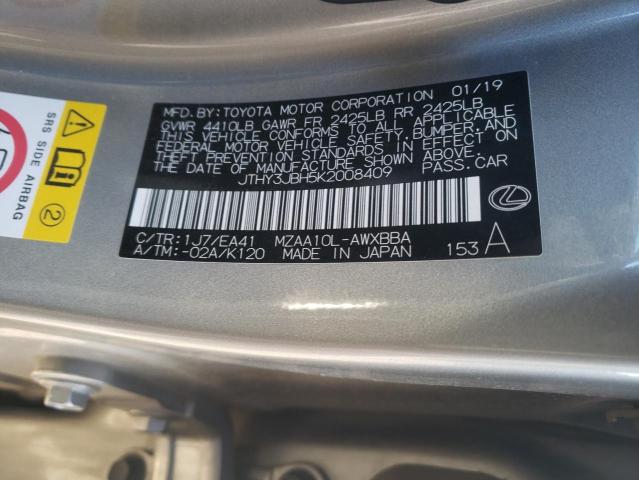 MFD.BY:TOYOTA MOTOR CORPORATION 01/19
GVWR 4410LB GAWR FR 2425LB RR 2425LB
THIS VEHICLE CONFORMS TO ALL APPLICABLE
FEDERAL MOTOR VEHICLE SAFETY,BUMPER,AND
THEFT PREVENTION STANDARDS IN EFFECT ON
THE DATE OF MANUFACTURE SHOWN ABOVE.
JTHY3JBH5K2008409 PASS.CAR
C/TR:1J7/EA41 MZAA10L-AWXBBA
A/TM:-02A/K120 MADE IN JAPAN 153 A
SRS SIDE AIRBAG
2